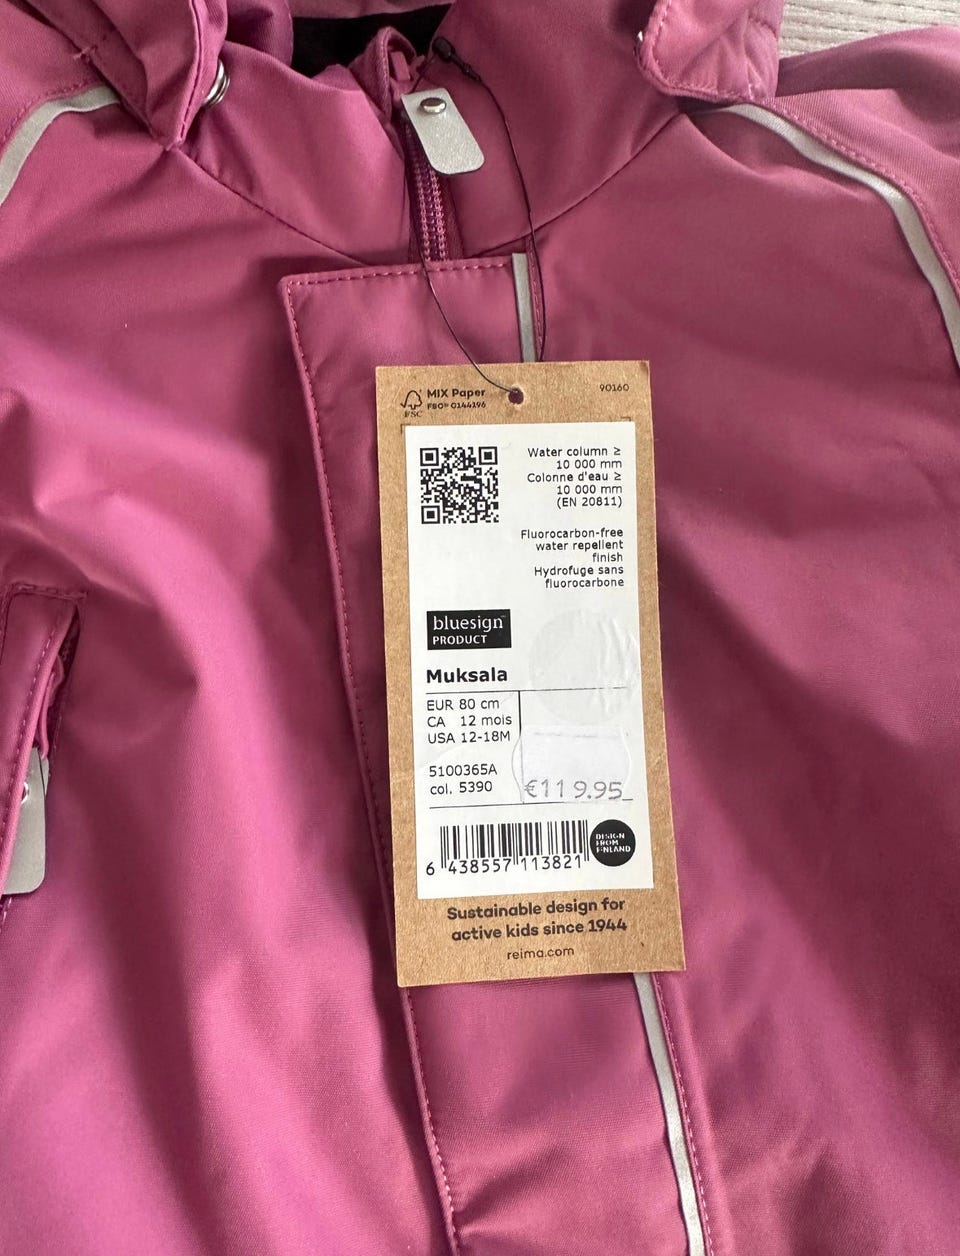 MIX Paper
FSC® C144196
FSC
90160
Water column ≥
10 000 mm
Colonne d'eau ≥
10 000 mm
(EN 20811)
Fluorocarbon-free
water repellent
finish
Hydrofuge sans
fluorocarbone
bluesign
PRODUCT
Muksala
EUR 80 cm
CA 12 mois
USA 12-18M
5100365A
col. 5390
€119.95
6 438557 113821
DESIGN
FROM
FINLAND
Sustainable design for
active kids since 1944
reima.com